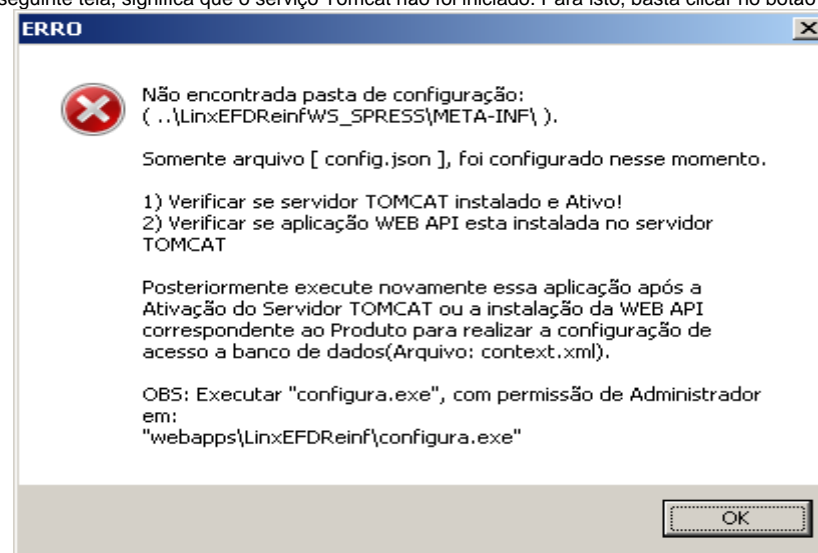 seguinte tela, significa que o serviço Tomcat não foi iniciado. Para isto, basta clicar no botão
ERRO
Não encontrada pasta de configuração:
( ..\LinxEFDReinfWS_SPRESS\META-INF\ ).
Somente arquivo [ config.json ], foi configurado nesse momento.
1) Verificar se servidor TOMCAT instalado e Ativo!
2) Verificar se aplicação WEB API esta instalada no servidor
TOMCAT
Posteriormente execute novamente essa aplicação após a
Ativação do Servidor TOMCAT ou a instalação da WEB API
correspondente ao Produto para realizar a configuração de
acesso a banco de dados(Arquivo: context.xml).
OBS: Executar "configura.exe", com permissão de Administrador
em:
"webapps\LinxEFDReinf\configura.exe"
OK